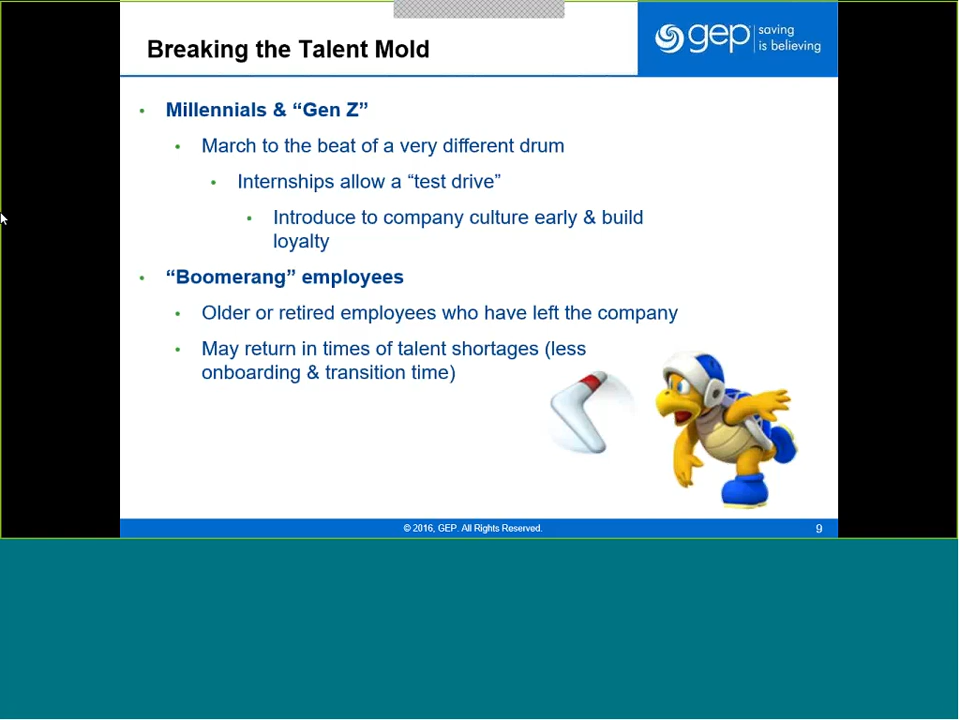 Breaking the Talent Mold
gep
saving
is believing
• Millennials & “Gen Z”
• March to the beat of a very different drum
• Internships allow a “test drive”
• Introduce to company culture early & build
loyalty
• “Boomerang” employees
• Older or retired employees who have left the company
• May return in times of talent shortages (less
onboarding & transition time)
© 2016, GEP. All Rights Reserved.
9